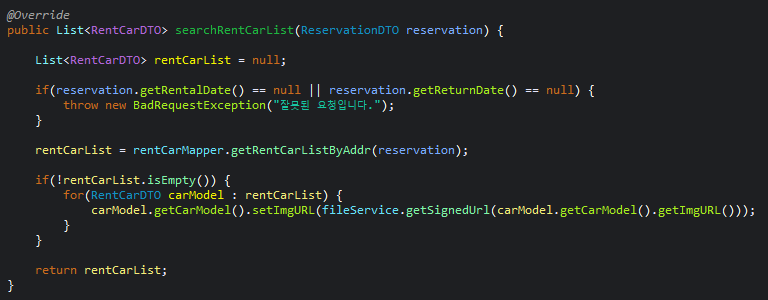 @Override
public List<RentCarDTO> searchRentCarList(ReservationDTO reservation) {
List<RentCarDTO> rentCarList = null;
if(reservation.getRentalDate() == null || reservation.getReturnDate() == null) {
throw new BadRequestException("잘못된 요청입니다.");
}
rentCarList = rentCarMapper.getRentCarListByAddr(reservation);
if(!rentCarList.isEmpty()) {
for(RentCarDTO carModel : rentCarList) {
carModel.getCarModel().setImgURL(fileService.getSignedUrl(carModel.getCarModel().getImgURL()));
}
}
return rentCarList;
}